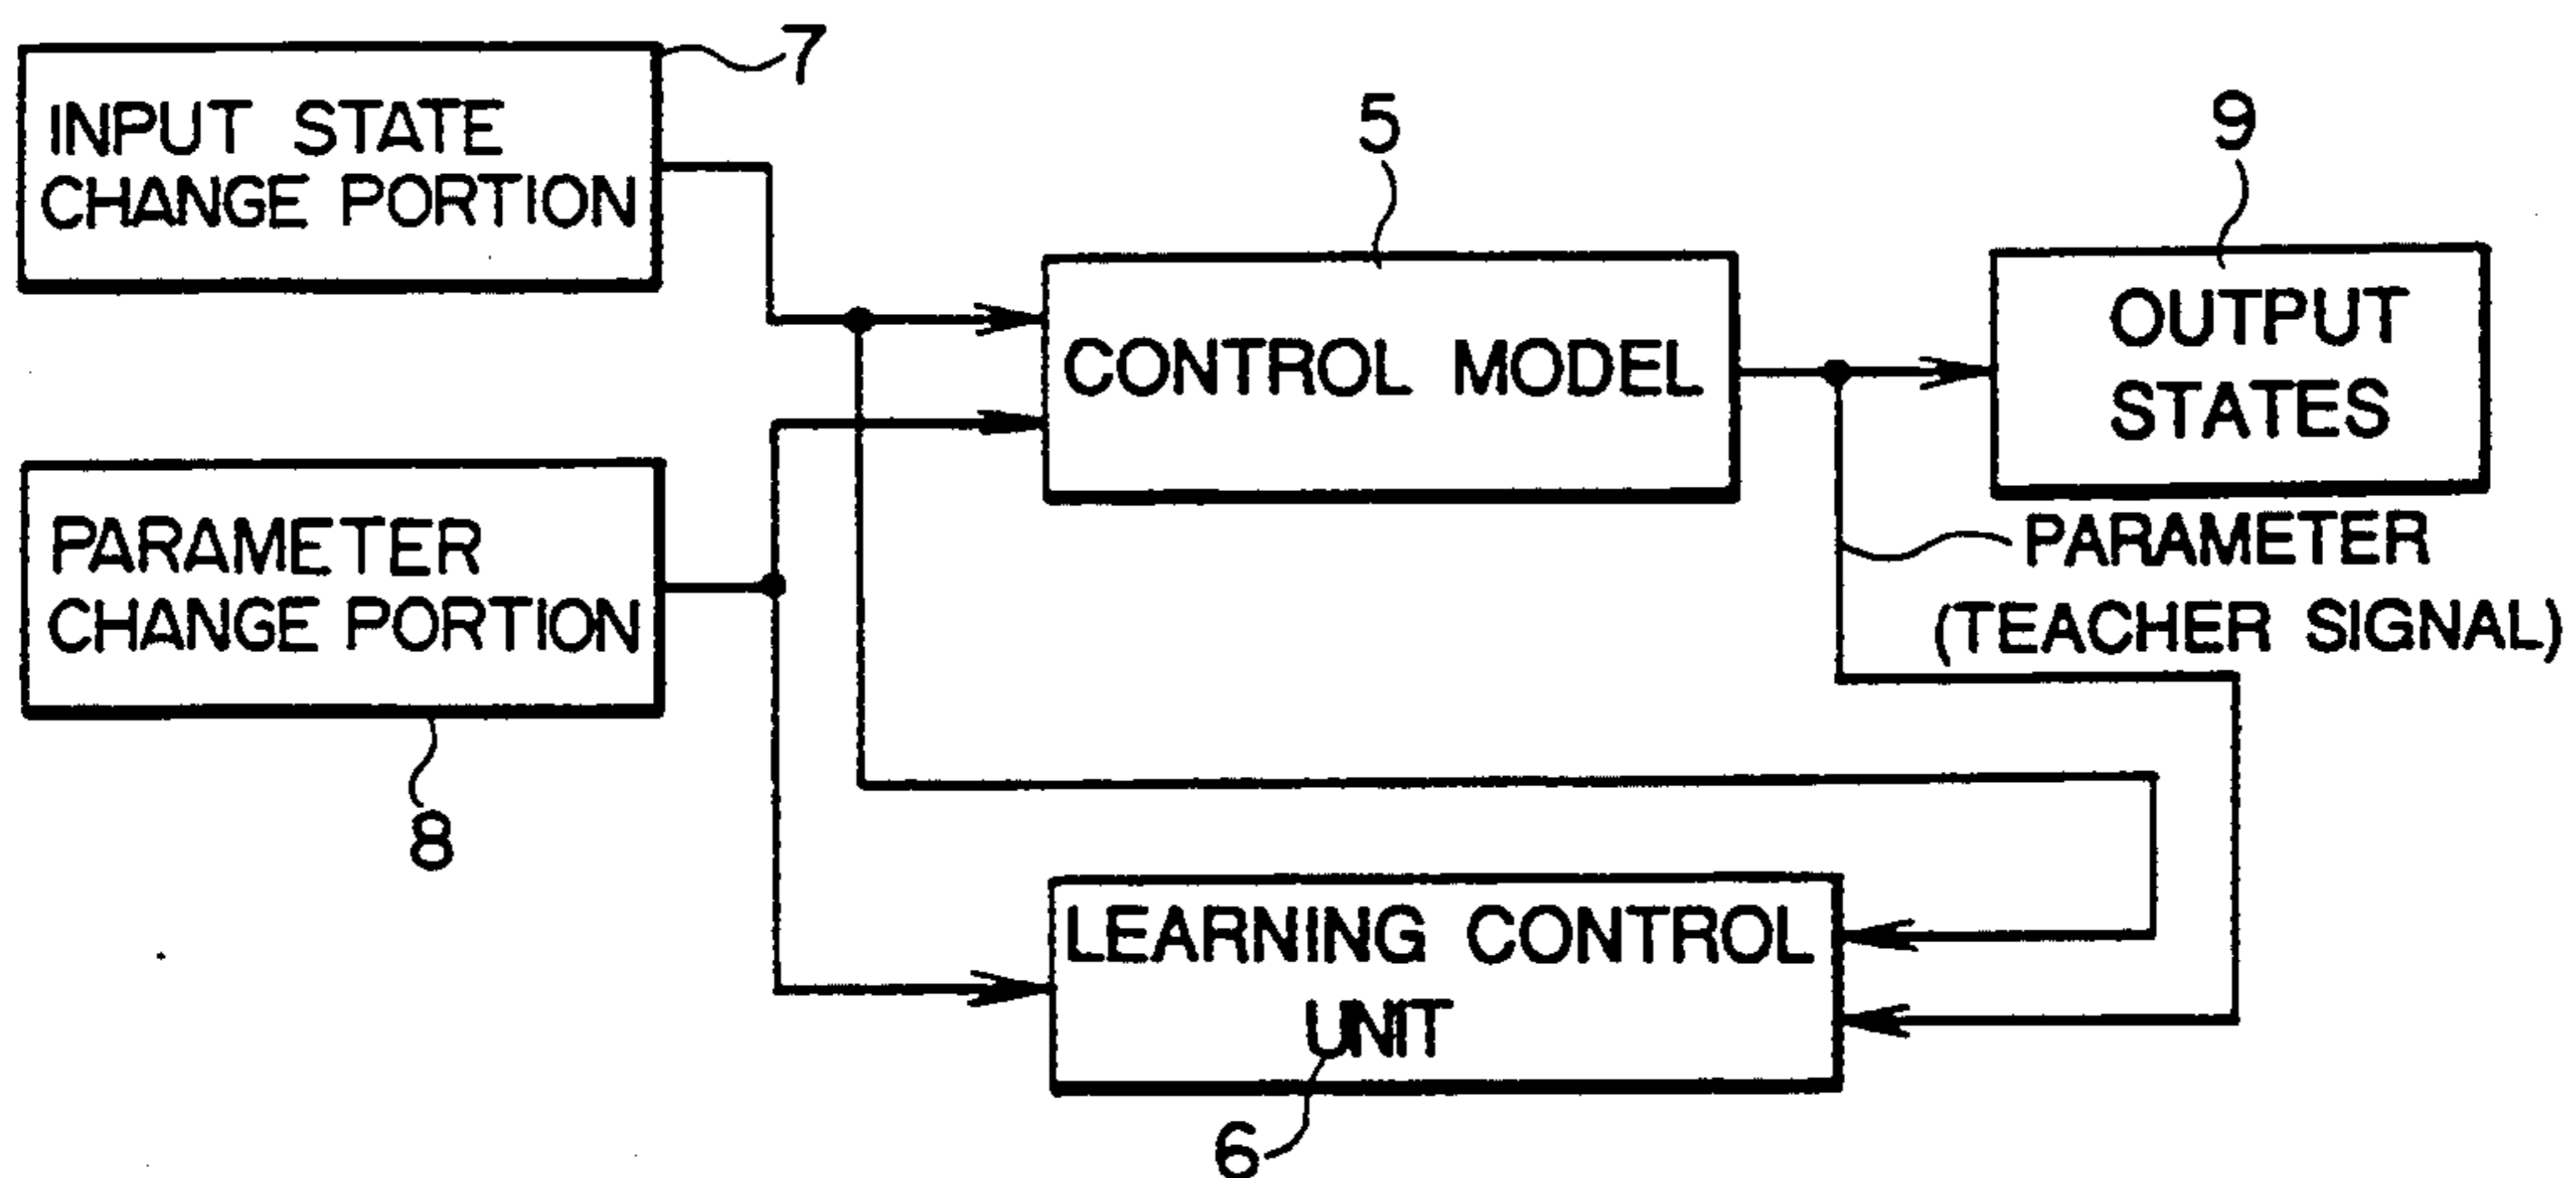 7
INPUT STATE
CHANGE PORTION
5
CONTROL MODEL
9
OUTPUT
STATES
PARAMETER
CHANGE PORTION
8
PARAMETER
(TEACHER SIGNAL)
LEARNING CONTROL
UNIT
6